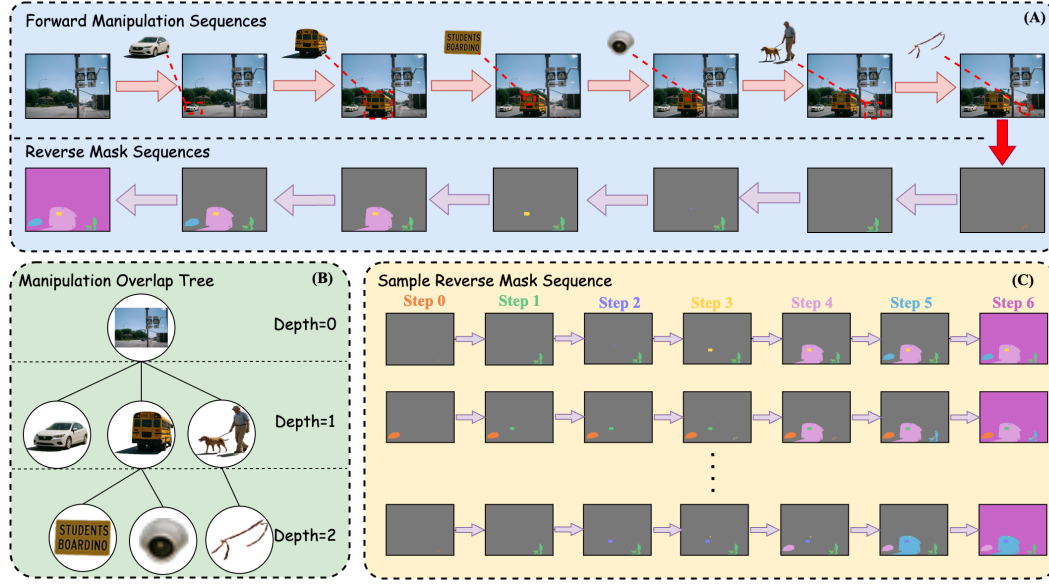 Forward Manipulation Sequences
(A)
STUDENTS
BOARDING
Reverse Mask Sequences
Manipulation Overlap Tree
(B)
Depth=0
Depth=1
STUDENTS
BOARDING
Depth=2
Sample Reverse Mask Sequence
(C)
Step 0
Step 1
Step 2
Step 3
Step 4
Step 5
Step 6